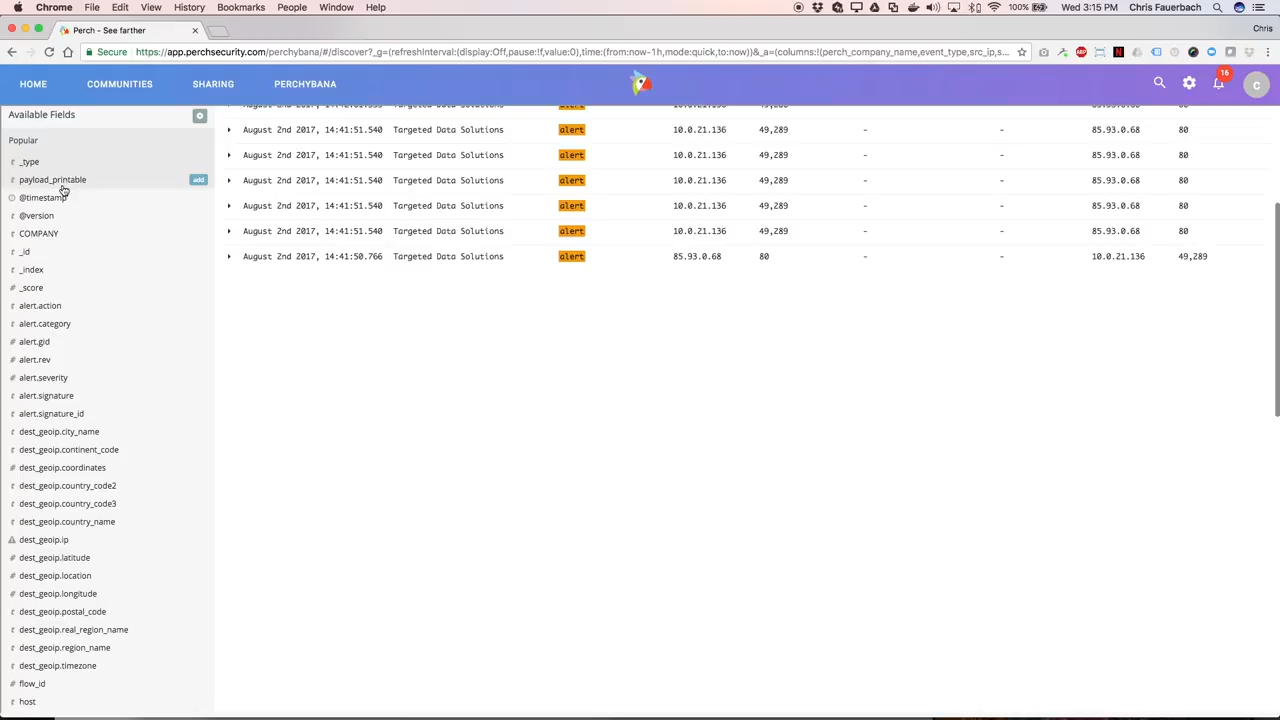 Chrome File Edit View History Bookmarks People Window Help 100% Wed 3:15 PM Chris Fauerbach
Perch - See farther Chris
Secure https://app.perchsecurity.com/perchybana/#/discover?_g=(refreshInterval:(display:Off,pause:!f,value:0),time:(from:now-1h,mode:quick,to:now))&_a=(columns:!(perch_company_name,event_type,src_ip,s...
HOME COMMUNITIES SHARING PERCHYBANA 16 C
Available Fields
Popular
t _type
t payload_printable add
@timestamp
t @version
t COMPANY
t _id
t _index
# _score
t alert.action
t alert.category
# alert.gid
# alert.rev
# alert.severity
t alert.signature
t alert.signature_id
t dest_geoip.city_name
t dest_geoip.continent_code
# dest_geoip.coordinates
t dest_geoip.country_code2
t dest_geoip.country_code3
t dest_geoip.country_name
dest_geoip.ip
# dest_geoip.latitude
# dest_geoip.location
# dest_geoip.longitude
t dest_geoip.postal_code
t dest_geoip.real_region_name
t dest_geoip.region_name
t dest_geoip.timezone
# flow_id
t host
August 2nd 2017, 14:41:51.540 Targeted Data Solutions alert 10.0.21.136 49,289 - - 85.93.0.68 80
August 2nd 2017, 14:41:51.540 Targeted Data Solutions alert 10.0.21.136 49,289 - - 85.93.0.68 80
August 2nd 2017, 14:41:51.540 Targeted Data Solutions alert 10.0.21.136 49,289 - - 85.93.0.68 80
August 2nd 2017, 14:41:51.540 Targeted Data Solutions alert 10.0.21.136 49,289 - - 85.93.0.68 80
August 2nd 2017, 14:41:51.540 Targeted Data Solutions alert 10.0.21.136 49,289 - - 85.93.0.68 80
August 2nd 2017, 14:41:50.766 Targeted Data Solutions alert 85.93.0.68 80 - - 10.0.21.136 49,289